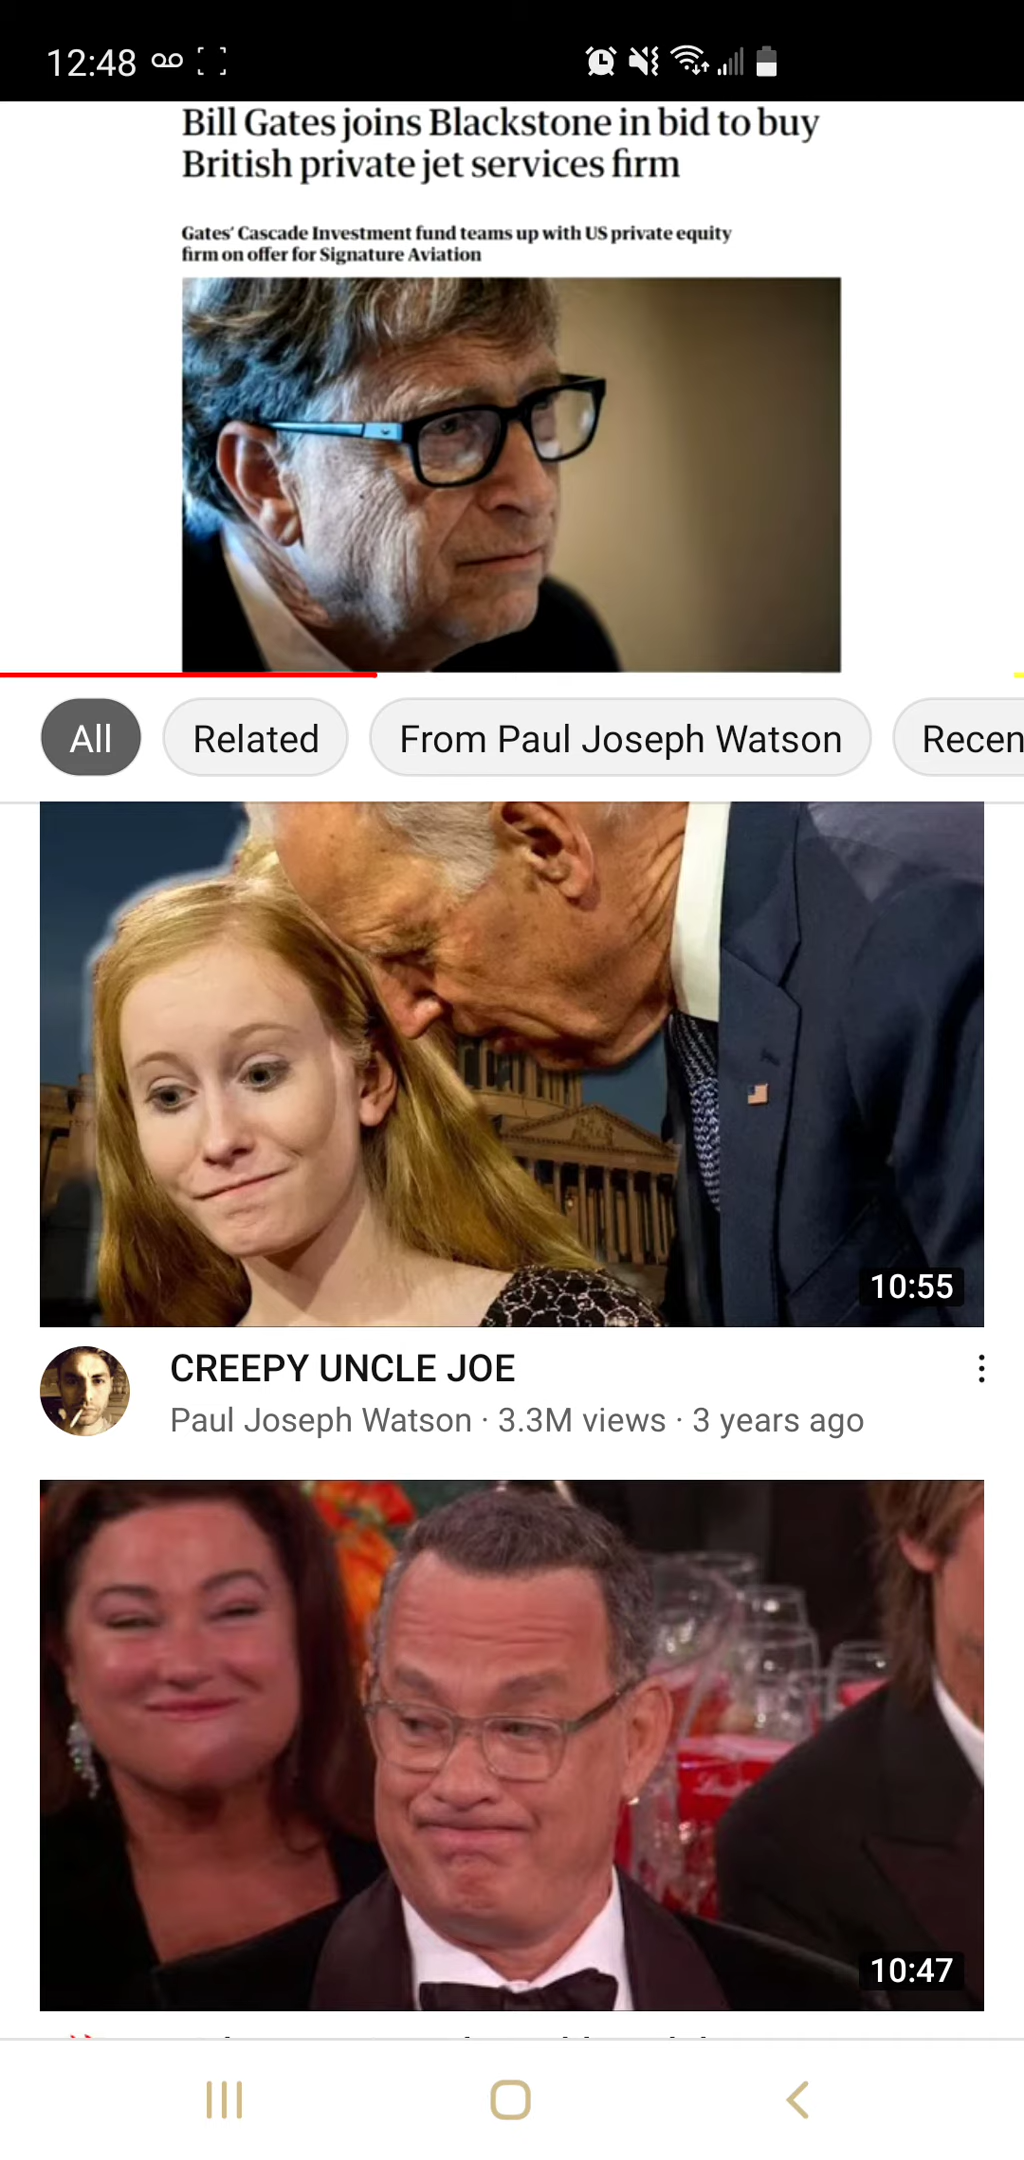 12:48
Bill Gates joins Blackstone in bid to buy
British private jet services firm
Gates' Cascade Investment fund teams up with US private equity
firm on offer for Signature Aviation
All
Related
From Paul Joseph Watson
Recen
10:55
CREEPY UNCLE JOE
Paul Joseph Watson · 3.3M views · 3 years ago
10:47